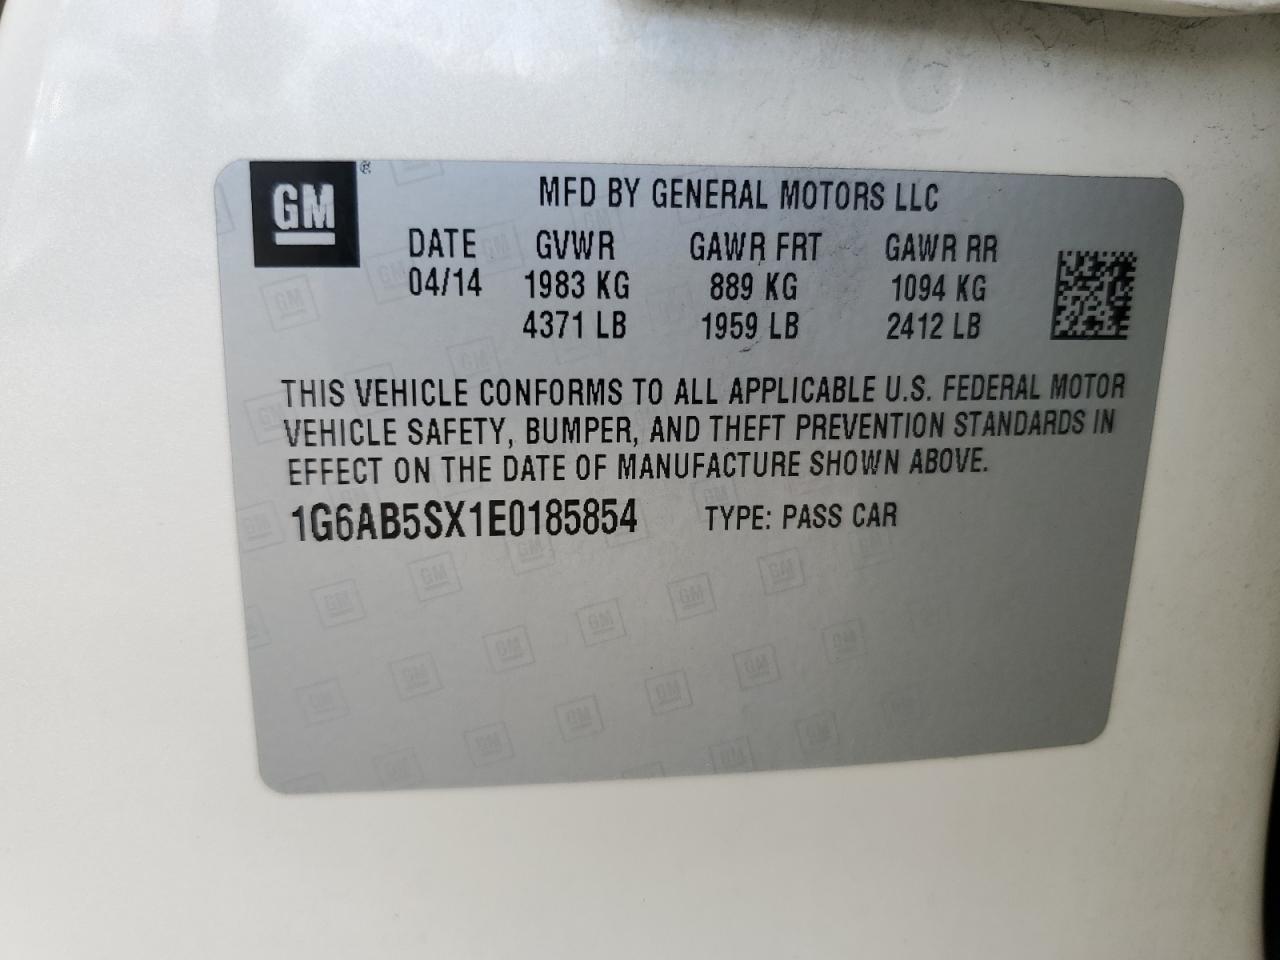 GM ®
MFD BY GENERAL MOTORS LLC
DATE GVWR GAWR FRT GAWR RR
04/14 1983 KG 889 KG 1094 KG
4371 LB 1959 LB 2412 LB
THIS VEHICLE CONFORMS TO ALL APPLICABLE U.S. FEDERAL MOTOR
VEHICLE SAFETY, BUMPER, AND THEFT PREVENTION STANDARDS IN
EFFECT ON THE DATE OF MANUFACTURE SHOWN ABOVE.
1G6AB5SX1E0185854 TYPE: PASS CAR